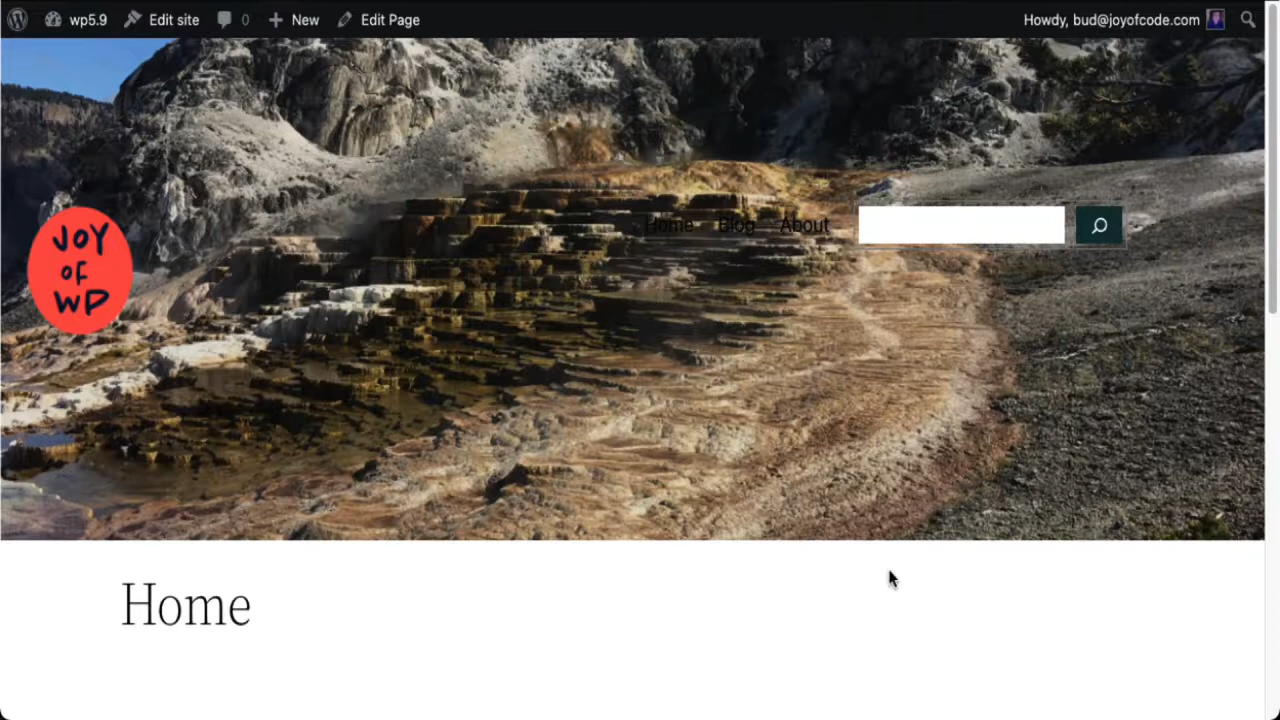 wp5.9 Edit site 0 New Edit Page Howdy, bud@joyofcode.com
Home Blog About
JOY
OF
WP
Home